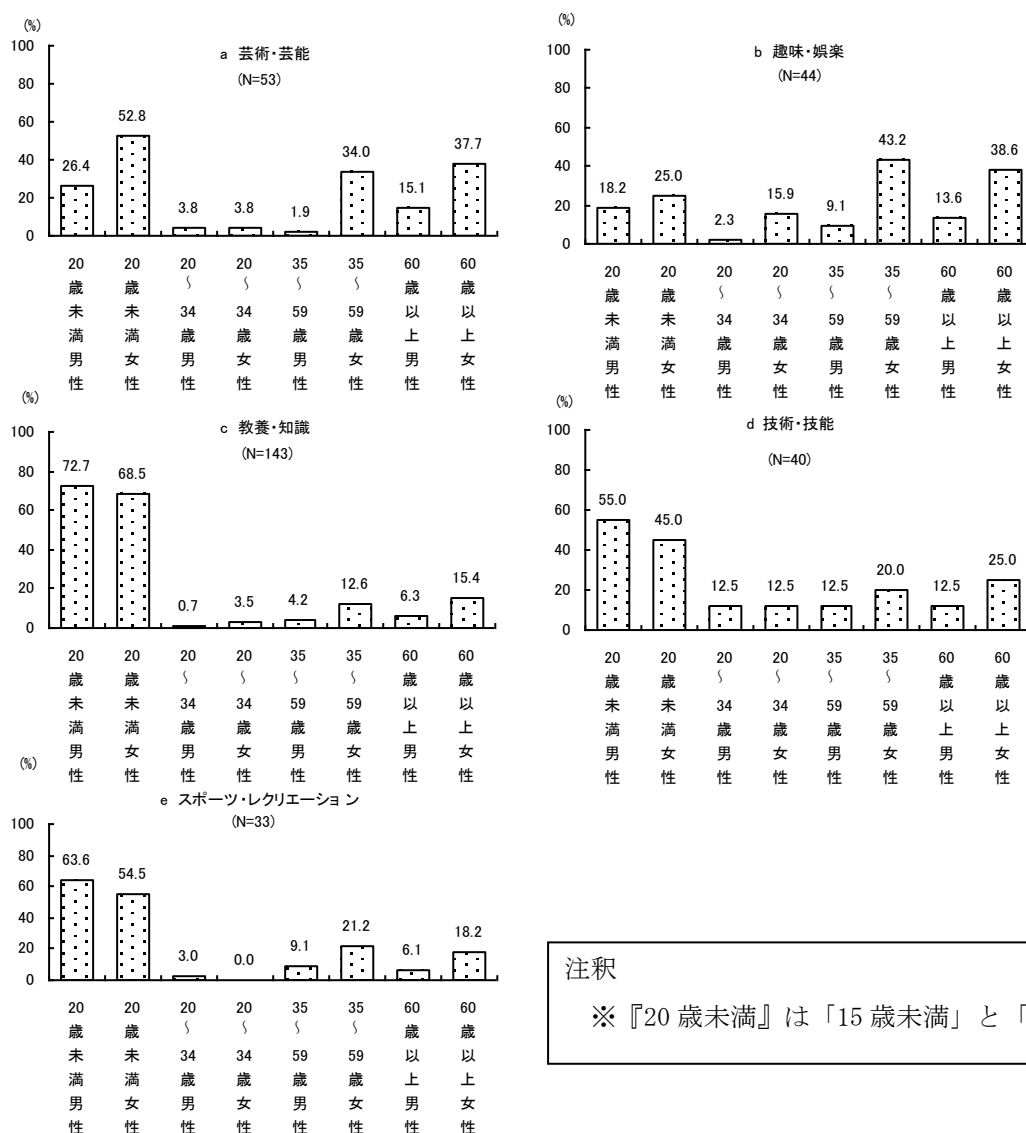 (%)
a 芸術・芸能
(N=53)
100
80
60
40
20
0
26.4
52.8
3.8
3.8
1.9
34.0
15.1
37.7
20歳未満男性
20歳未満女性
20〜34歳男性
20〜34歳女性
35〜59歳男性
35〜59歳女性
60歳以上男性
60歳以上女性
(%)
b 趣味・娯楽
(N=44)
100
80
60
40
20
0
18.2
25.0
2.3
15.9
9.1
43.2
13.6
38.6
20歳未満男性
20歳未満女性
20〜34歳男性
20〜34歳女性
35〜59歳男性
35〜59歳女性
60歳以上男性
60歳以上女性
(%)
c 教養・知識
(N=143)
100
80
60
40
20
0
72.7
68.5
0.7
3.5
4.2
12.6
6.3
15.4
20歳未満男性
20歳未満女性
20〜34歳男性
20〜34歳女性
35〜59歳男性
35〜59歳女性
60歳以上男性
60歳以上女性
(%)
d 技術・技能
(N=40)
100
80
60
40
20
0
55.0
45.0
12.5
12.5
12.5
20.0
12.5
25.0
20歳未満男性
20歳未満女性
20〜34歳男性
20〜34歳女性
35〜59歳男性
35〜59歳女性
60歳以上男性
60歳以上女性
(%)
e スポーツ・レクリエーション
(N=33)
100
80
60
40
20
0
63.6
54.5
3.0
0.0
9.1
21.2
6.1
18.2
20歳未満男性
20歳未満女性
20〜34歳男性
20〜34歳女性
35〜59歳男性
35〜59歳女性
60歳以上男性
60歳以上女性
注釈
※『20 歳未満』は「15 歳未満」と「